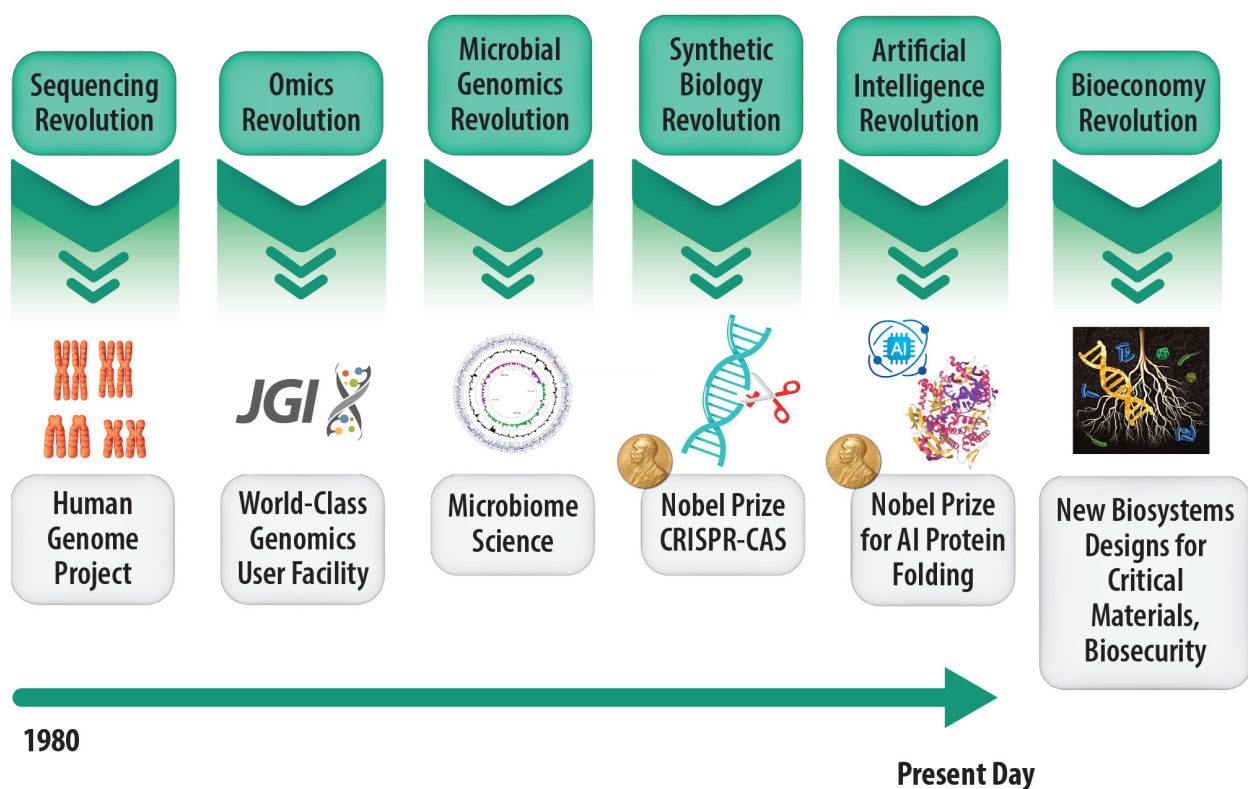 Sequencing
Revolution
Omics
Revolution
Microbial
Genomics
Revolution
Synthetic
Biology
Revolution
Artificial
Intelligence
Revolution
Bioeconomy
Revolution
JGI
AI
Human
Genome
Project
World-Class
Genomics
User Facility
Microbiome
Science
Nobel Prize
CRISPR-CAS
Nobel Prize
for AI Protein
Folding
New Biosystems
Designs for
Critical
Materials,
Biosecurity
1980
Present Day